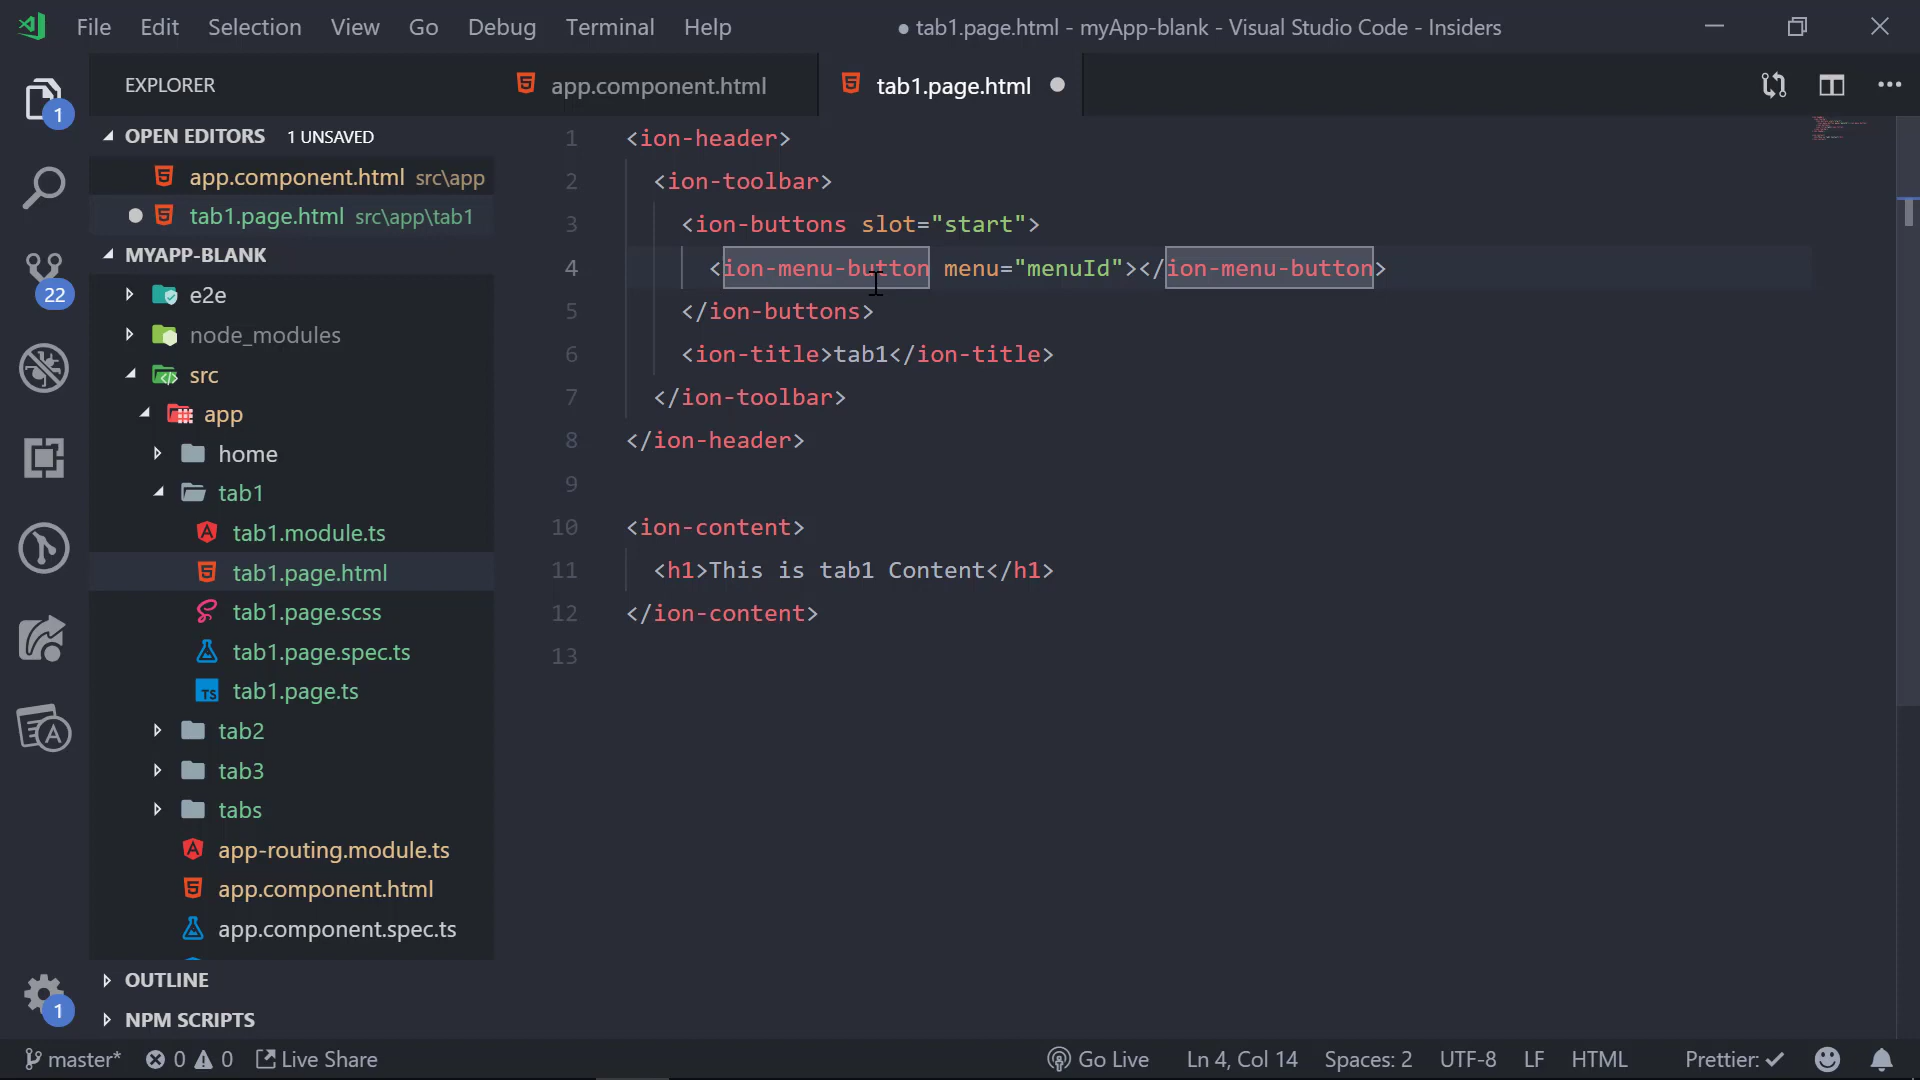 File Edit Selection View Go Debug Terminal Help
● tab1.page.html - myApp-blank - Visual Studio Code - Insiders
EXPLORER
app.component.html
tab1.page.html
1
OPEN EDITORS 1 UNSAVED
app.component.html src\app
tab1.page.html src\app\tab1
MYAPP-BLANK
22
e2e
node_modules
src
app
home
tab1
tab1.module.ts
tab1.page.html
tab1.page.scss
tab1.page.spec.ts
TS tab1.page.ts
tab2
tab3
tabs
app-routing.module.ts
app.component.html
app.component.spec.ts
OUTLINE
1
NPM SCRIPTS
1 <ion-header>
2 <ion-toolbar>
3 <ion-buttons slot="start">
4 <ion-menu-button menu="menuId"></ion-menu-button>
5 </ion-buttons>
6 <ion-title>tab1</ion-title>
7 </ion-toolbar>
8 </ion-header>
9
10 <ion-content>
11 <h1>This is tab1 Content</h1>
12 </ion-content>
13
master* 0 0 Live Share Go Live Ln 4, Col 14 Spaces: 2 UTF-8 LF HTML Prettier: ✓